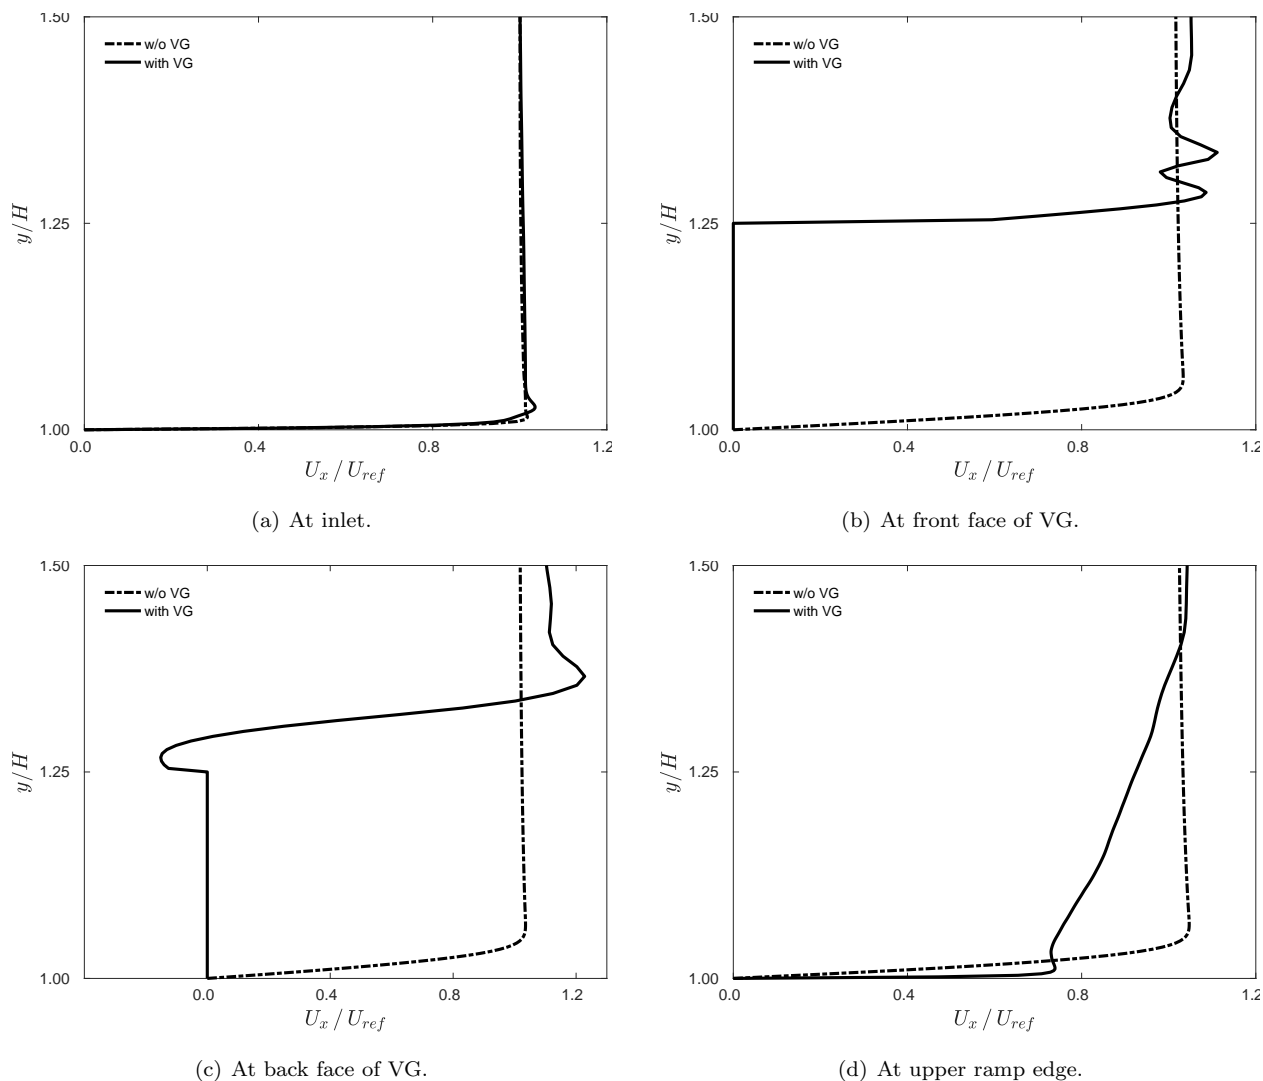 1.50
w/o VG
with VG
1.25
y/H
1.00
0.0 0.4 0.8 1.2
U_x / U_ref
(a) At inlet.
1.50
w/o VG
with VG
1.25
y/H
1.00
0.0 0.4 0.8 1.2
U_x / U_ref
(b) At front face of VG.
1.50
w/o VG
with VG
1.25
y/H
1.00
0.0 0.4 0.8 1.2
U_x / U_ref
(c) At back face of VG.
1.50
w/o VG
with VG
1.25
y/H
1.00
0.0 0.4 0.8 1.2
U_x / U_ref
(d) At upper ramp edge.